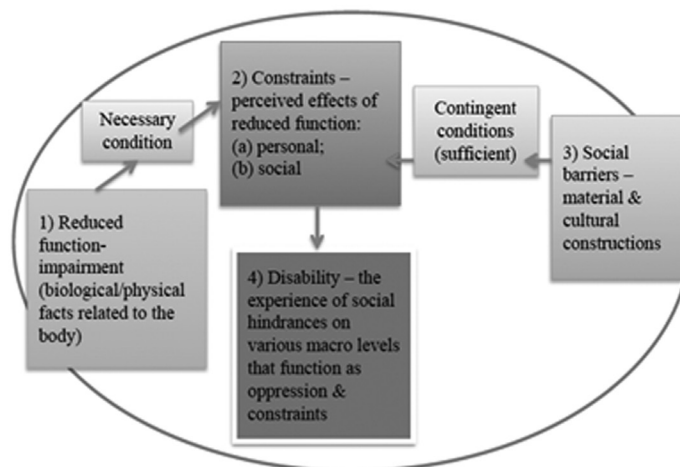 2) Constraints –
perceived effects of
reduced function:
(a) personal;
(b) social
Necessary
condition
Contingent
conditions
(sufficient)
3) Social
barriers –
material &
cultural
constructions
1) Reduced
function-
impairment
(biological/physical
facts related to the
body)
4) Disability – the
experience of social
hindrances on
various macro levels
that function as
oppression &
constraints